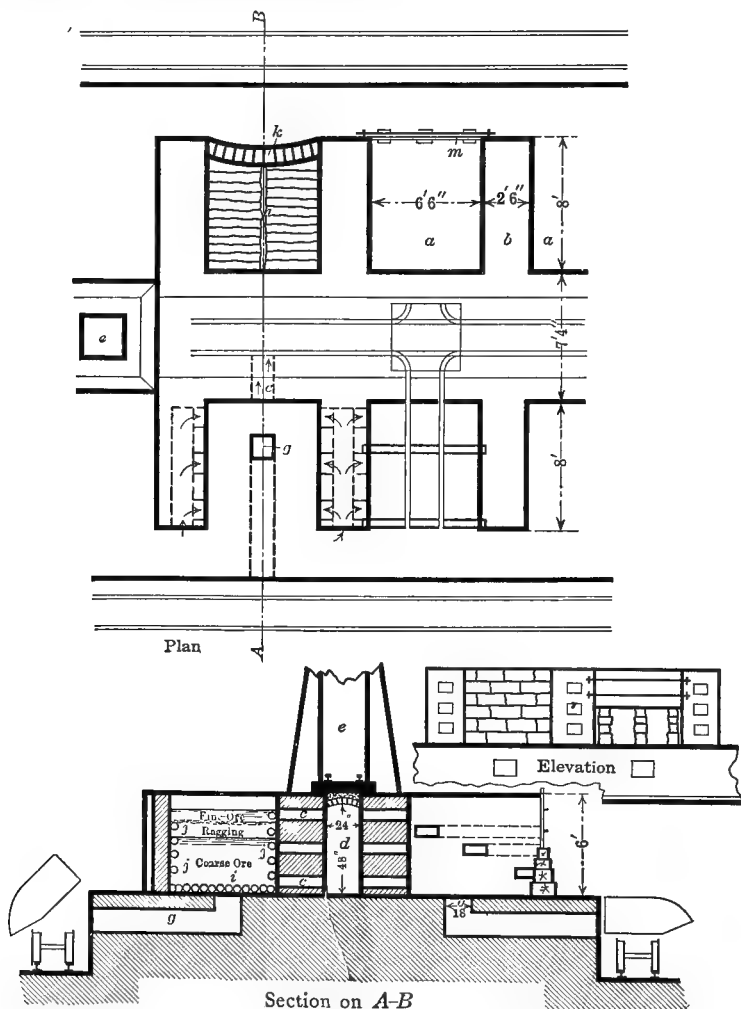 B
k
m
6′6″
2′6″
8′
a
b
a
e
7′4′
c
g
8′
Plan
A
e
Elevation
Fine Ore
c
Ragging
24″
d
j
j
Coarse Ore
j
48″
6′
i
c
g
18″
Section on A-B